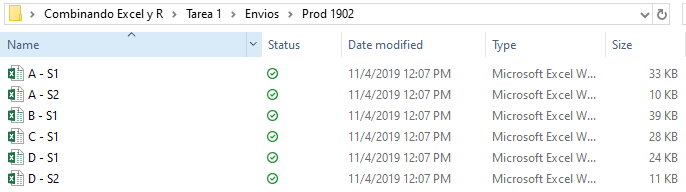 Combinando Excel y R > Tarea 1 > Envios > Prod 1902
Name Status Date modified Type Size
A - S1 11/4/2019 12:07 PM Microsoft Excel W... 33 KB
A - S2 11/4/2019 12:07 PM Microsoft Excel W... 10 KB
B - S1 11/4/2019 12:07 PM Microsoft Excel W... 39 KB
C - S1 11/4/2019 12:07 PM Microsoft Excel W... 28 KB
D - S1 11/4/2019 12:07 PM Microsoft Excel W... 24 KB
D - S2 11/4/2019 12:07 PM Microsoft Excel W... 11 KB